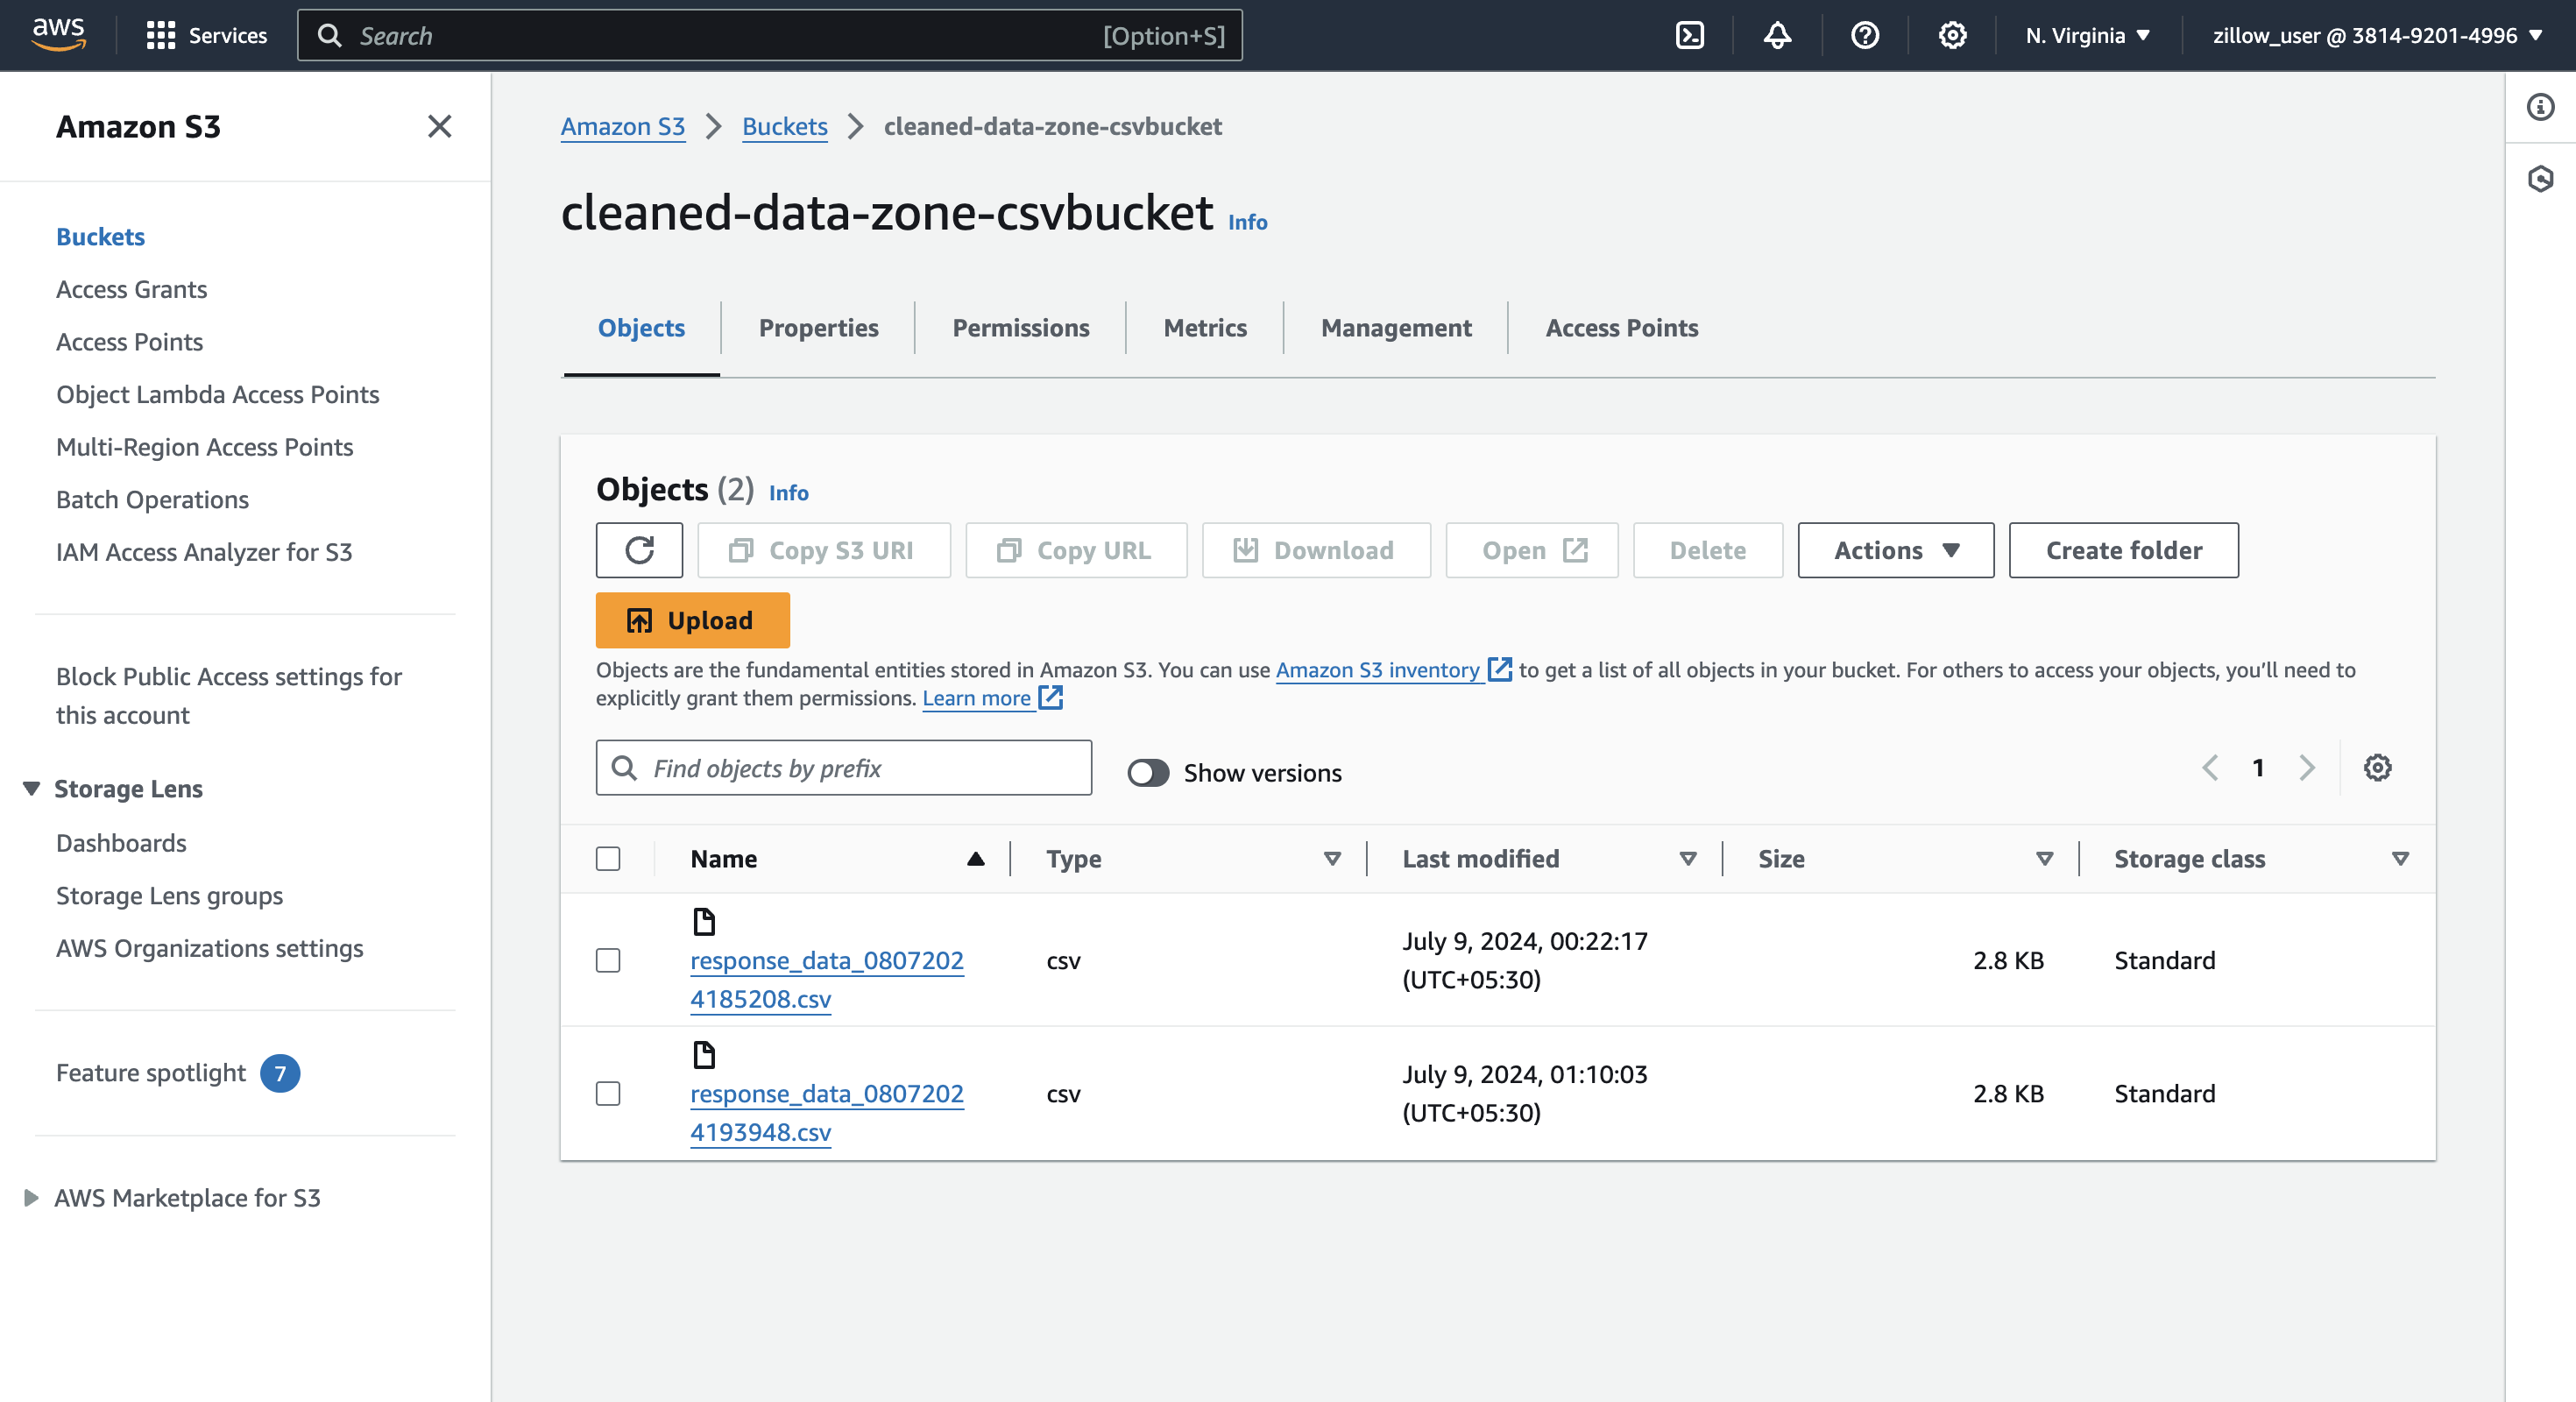 aws
Services
Search
[Option+S]
N. Virginia
zillow_user @ 3814-9201-4996
Amazon S3
Buckets
Access Grants
Access Points
Object Lambda Access Points
Multi-Region Access Points
Batch Operations
IAM Access Analyzer for S3
Block Public Access settings for
this account
Storage Lens
Dashboards
Storage Lens groups
AWS Organizations settings
Feature spotlight 7
AWS Marketplace for S3
Amazon S3 > Buckets > cleaned-data-zone-csvbucket
cleaned-data-zone-csvbucket Info
Objects Properties Permissions Metrics Management Access Points
Objects (2) Info
Copy S3 URI Copy URL Download Open Delete Actions Create folder
Upload
Objects are the fundamental entities stored in Amazon S3. You can use Amazon S3 inventory to get a list of all objects in your bucket. For others to access your objects, you’ll need to
explicitly grant them permissions. Learn more
Find objects by prefix
Show versions
1
Name Type Last modified Size Storage class
response_data_0807202
4185208.csv
csv
July 9, 2024, 00:22:17
(UTC+05:30)
2.8 KB
Standard
response_data_0807202
4193948.csv
csv
July 9, 2024, 01:10:03
(UTC+05:30)
2.8 KB
Standard